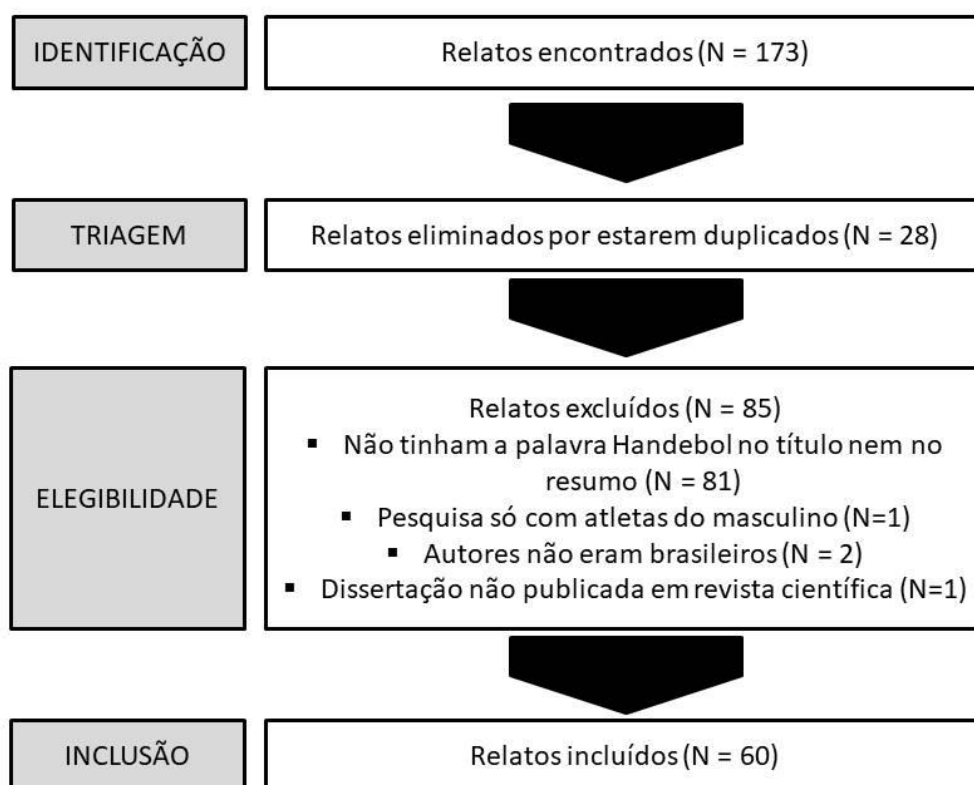 IDENTIFICAÇÃO
Relatos encontrados (N = 173)
TRIAGEM
Relatos eliminados por estarem duplicados (N = 28)
ELEGIBILIDADE
Relatos excluídos (N = 85)
▪ Não tinham a palavra Handebol no título nem no
resumo (N = 81)
▪ Pesquisa só com atletas do masculino (N=1)
▪ Autores não eram brasileiros (N = 2)
▪ Dissertação não publicada em revista científica (N=1)
INCLUSÃO
Relatos incluídos (N = 60)